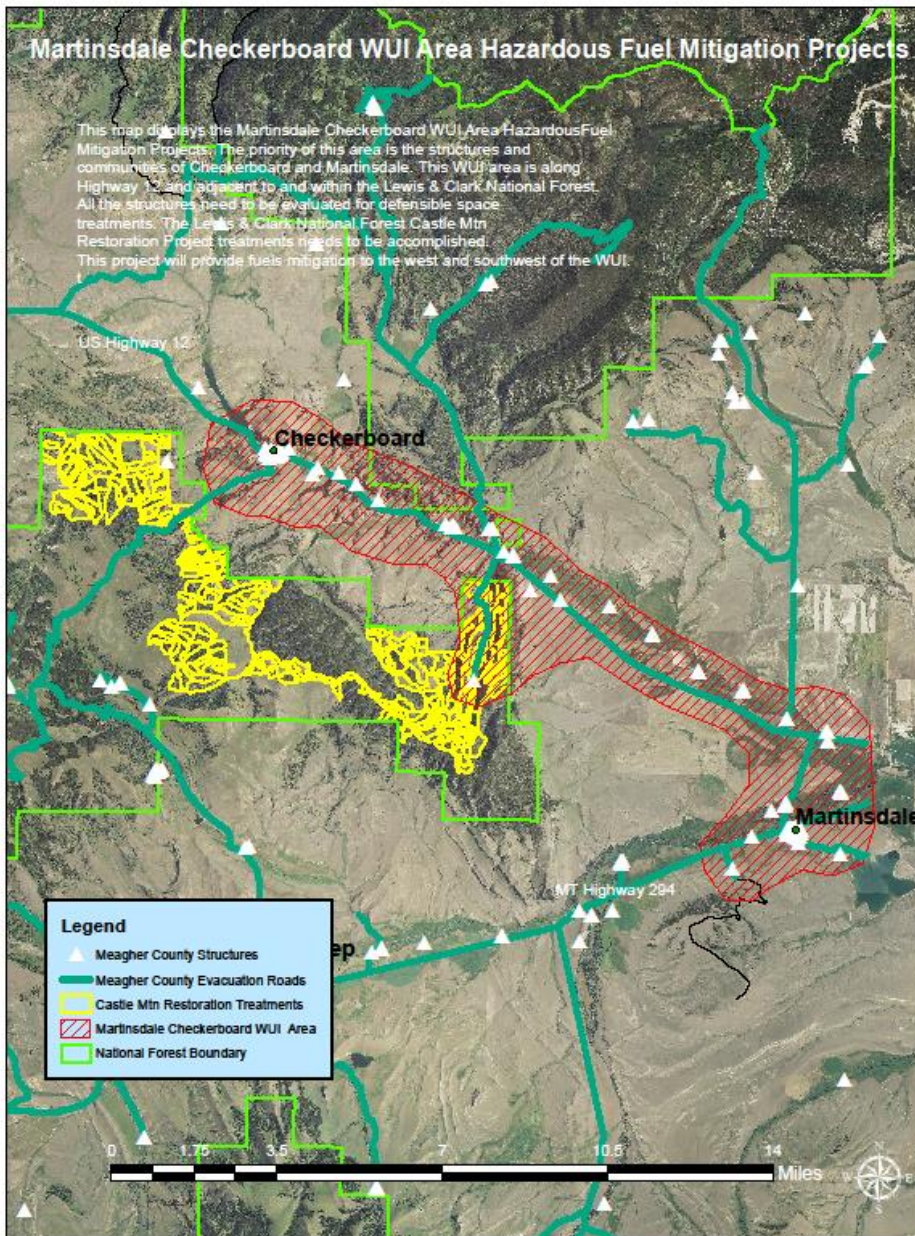 Martinsdale Checkerboard WUI Area Hazardous Fuel Mitigation Projects
This map displays the Martinsdale Checkerboard WUI Area HazardousFuel
Mitigation Projects. The priority of this area is the structures and
communities of Checkerboard and Martinsdale. This WUI area is along
Highway 12 and adjacent to and within the Lewis & Clark National Forest.
All the structures need to be evaluated for defensible space
treatments. The Lewis & Clark National Forest Castle Mtn
Restoration Project treatments needs to be accomplished.
This project will provide fuels mitigation to the west and southwest of the WUI.
t
US Highway 12
Checkerboard
Martinsdale
MT Highway 294
ep
Legend
Meagher County Structures
Meagher County Evacuation Roads
Castle Mtn Restoration Treatments
Martinsdale Checkerboard WUI Area
National Forest Boundary
0 1.75 3.5 7 10.5 14
Miles
N
W E
S